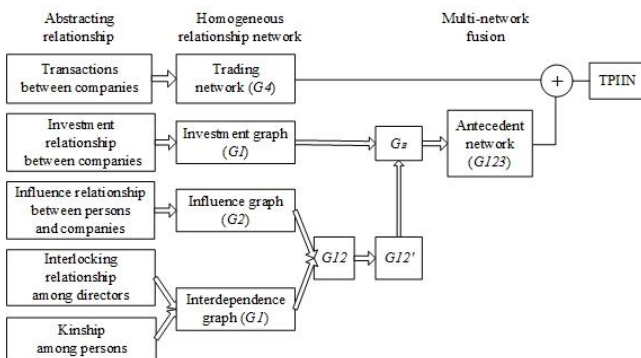 Abstracting
relationship
Homogeneous
relationship network
Multi-network
fusion
Transactions
between companies
Trading
network (G4)
+
TPIIN
Investment
relationship
between companies
Investment graph
(G1)
GB
Antecedent
network
(G123)
Influence relationship
between persons
and companies
Influence graph
(G2)
G12
G12'
Interlocking
relationship
among directors
Interdependence
graph (G1)
Kinship
among persons